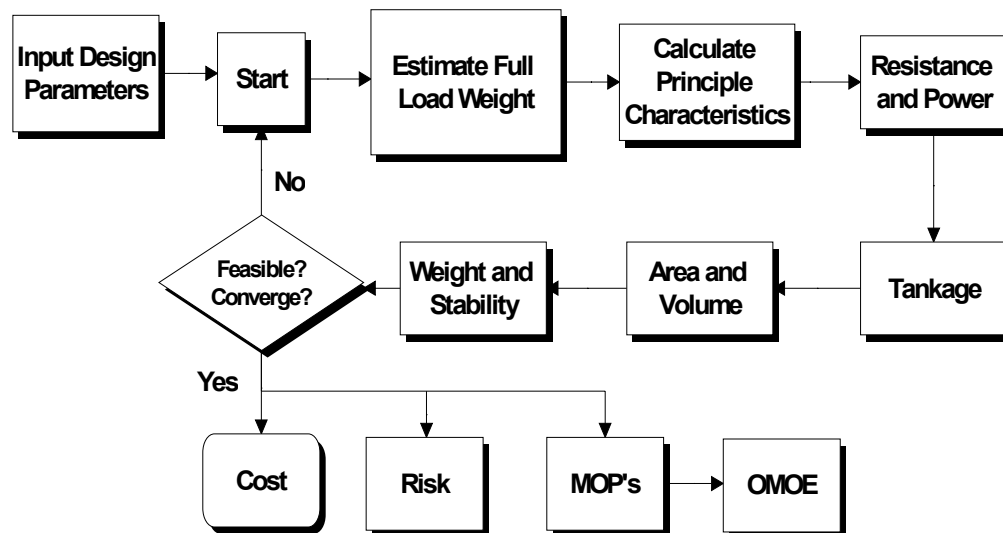 Input Design
Parameters
Start
Estimate Full
Load Weight
Calculate
Principle
Characteristics
Resistance
and Power
No
Feasible?
Converge?
Weight and
Stability
Area and
Volume
Tankage
Yes
Cost
Risk
MOP's
OMOE